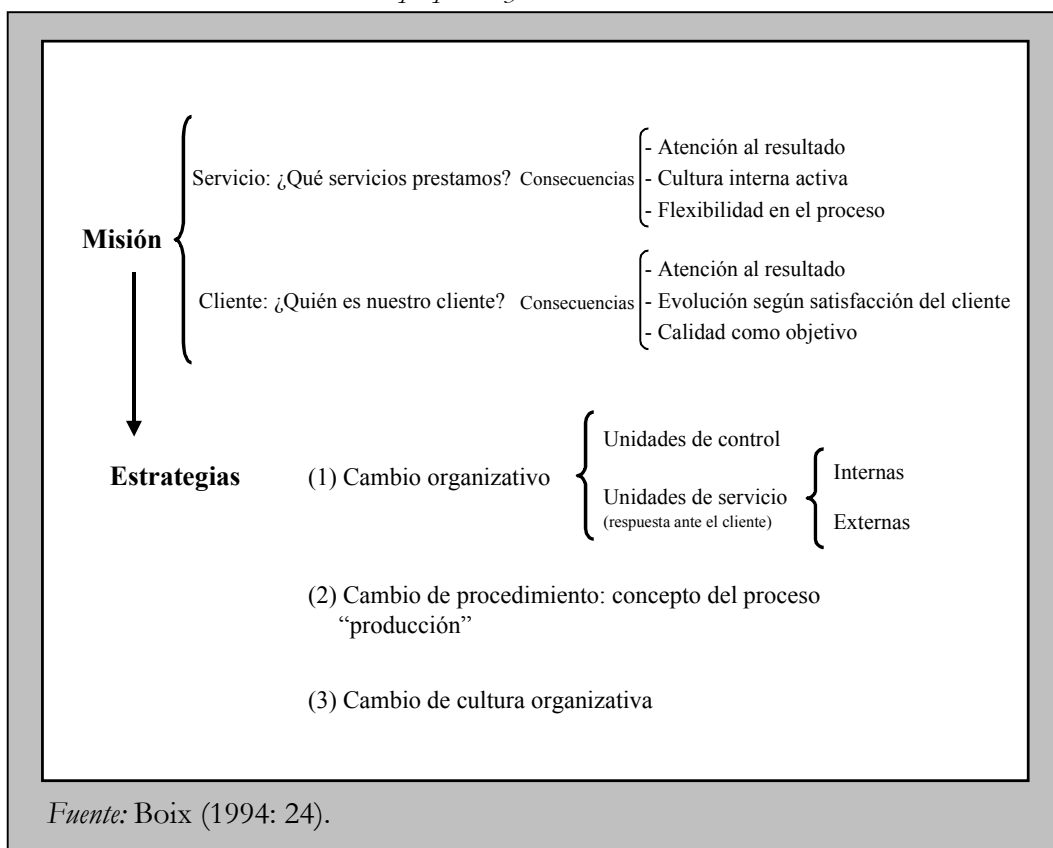 Servicio: ¿Qué servicios prestamos? Consecuencias
- Atención al resultado
- Cultura interna activa
- Flexibilidad en el proceso
Misión
Cliente: ¿Quién es nuestro cliente? Consecuencias
- Atención al resultado
- Evolución según satisfacción del cliente
- Calidad como objetivo
Estrategias
(1) Cambio organizativo
Unidades de control
Unidades de servicio
(respuesta ante el cliente)
Internas
Externas
(2) Cambio de procedimiento: concepto del proceso
“producción”
(3) Cambio de cultura organizativa
Fuente: Boix (1994: 24).